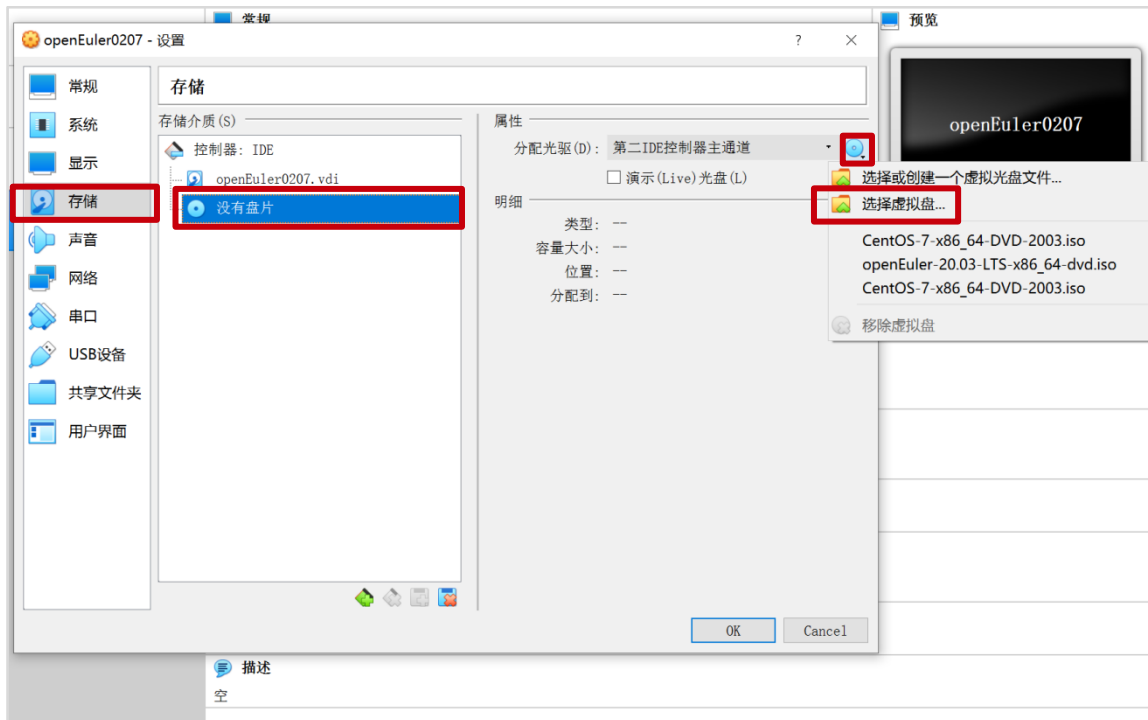 常规
预览
openEuler0207 - 设置
?
常规
系统
显示
存储
声音
网络
串口
USB设备
共享文件夹
用户界面
存储
存储介质(S)
控制器: IDE
openEuler0207.vdi
没有盘片
属性
分配光驱(D): 第二IDE控制器主通道
演示(Live)光盘(L)
明细
类型: --
容量大小: --
位置: --
分配到: --
openEuler0207
选择或创建一个虚拟光盘文件...
选择虚拟盘...
CentOS-7-x86_64-DVD-2003.iso
openEuler-20.03-LTS-x86_64-dvd.iso
CentOS-7-x86_64-DVD-2003.iso
移除虚拟盘
OK
Cancel
描述
空